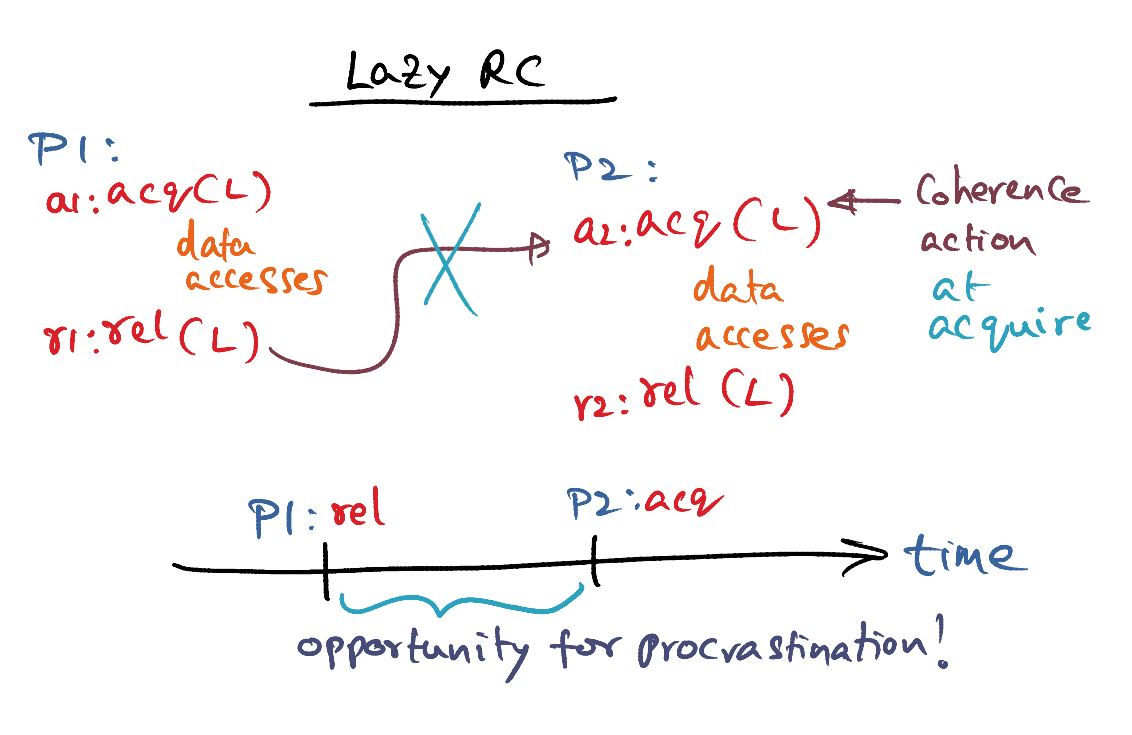 Lazy RC
P1:
a1: acq(L)
data
accesses
r1: rel(L)
P2:
a2: acq(L)
data
accesses
r2: rel(L)
Coherence
action
at
acquire
P1: rel
P2: acq
time
opportunity for procrastination!